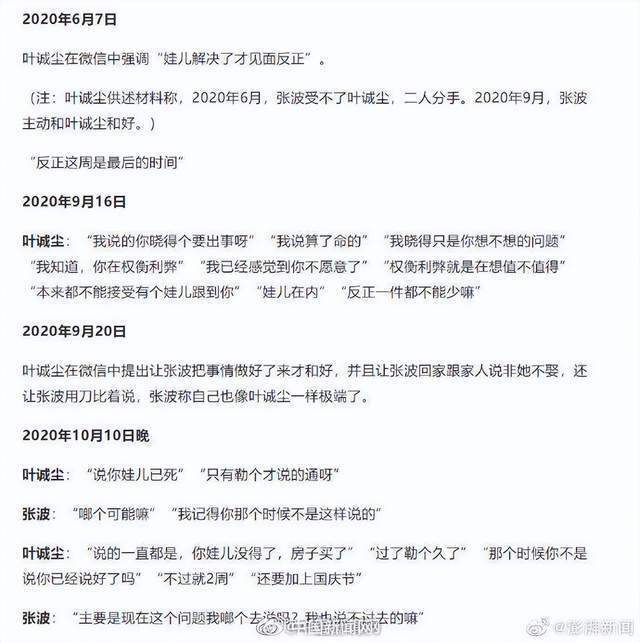 2020年6月7日
叶诚尘在微信中强调“娃儿解决了才见面反正”。
（注：叶诚尘供述材料称，2020年6月，张波受不了叶诚尘，二人分手。2020年9月，张波
主动和叶诚尘和好。）
“反正这周是最后的时间”
2020年9月16日
叶诚尘：“我说的你晓得个要出事呀”“我说算了命的”“我晓得只是你想不想的问题”
“我知道，你在权衡利弊”“我已经感觉到你不愿意了”“权衡利弊就是在想值不值得”
“本来都不能接受有个娃儿跟到你”“娃儿在内”“反正一件都不能少嘛”
2020年9月20日
叶诚尘在微信中提出让张波把事情做好了来才和好，并且让张波回家跟家人说非她不娶，还
让张波用刀比着说，张波称自己也像叶诚尘一样极端了。
2020年10月10日晚
叶诚尘：“说你娃儿已死”“只有勒个才说的通呀”
张波：“哪个可能嘛”“我记得你那个时候不是这样说的”
叶诚尘：“说的一直都是，你娃儿没得了，房子买了”“过了勒个久了”“那个时候你不是
说你已经说好了吗”“不过就2周”“还要加上国庆节”
张波：“主要是现在这个问题我哪个去说吗？我也说不过去的嘛”
@中国新闻网
@澎湃新闻